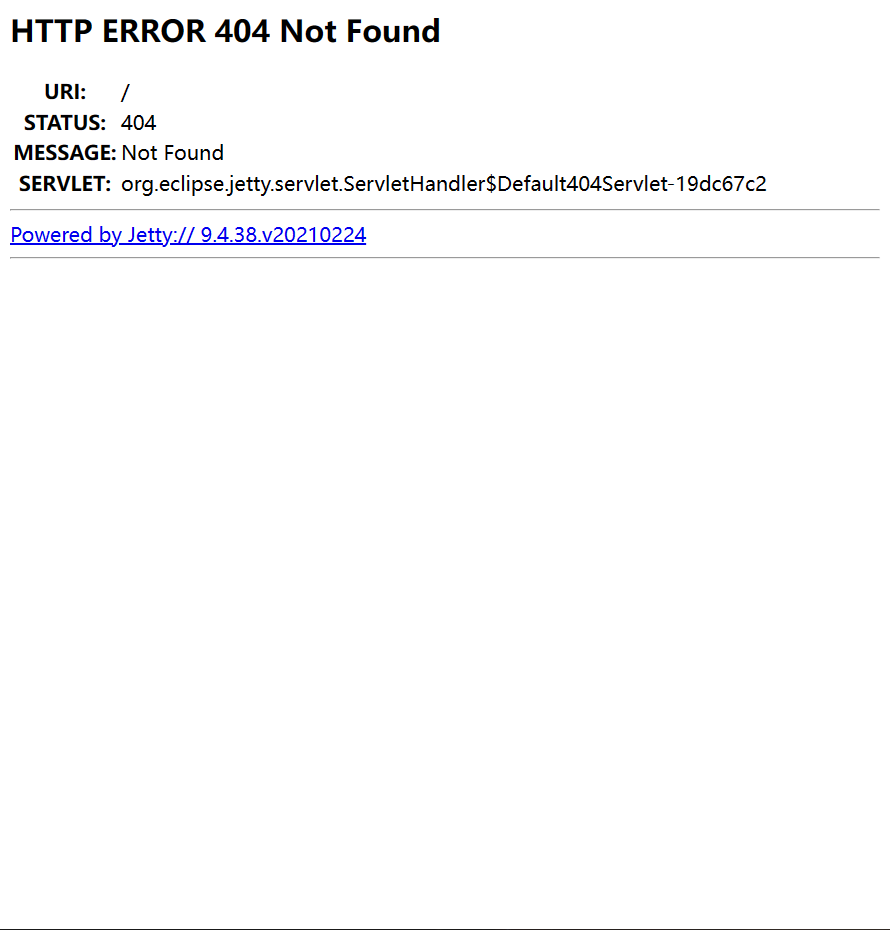 HTTP ERROR 404 Not Found
URI: /
STATUS: 404
MESSAGE: Not Found
SERVLET: org.eclipse.jetty.servlet.ServletHandler$Default404Servlet-19dc67c2
Powered by Jetty:// 9.4.38.v20210224